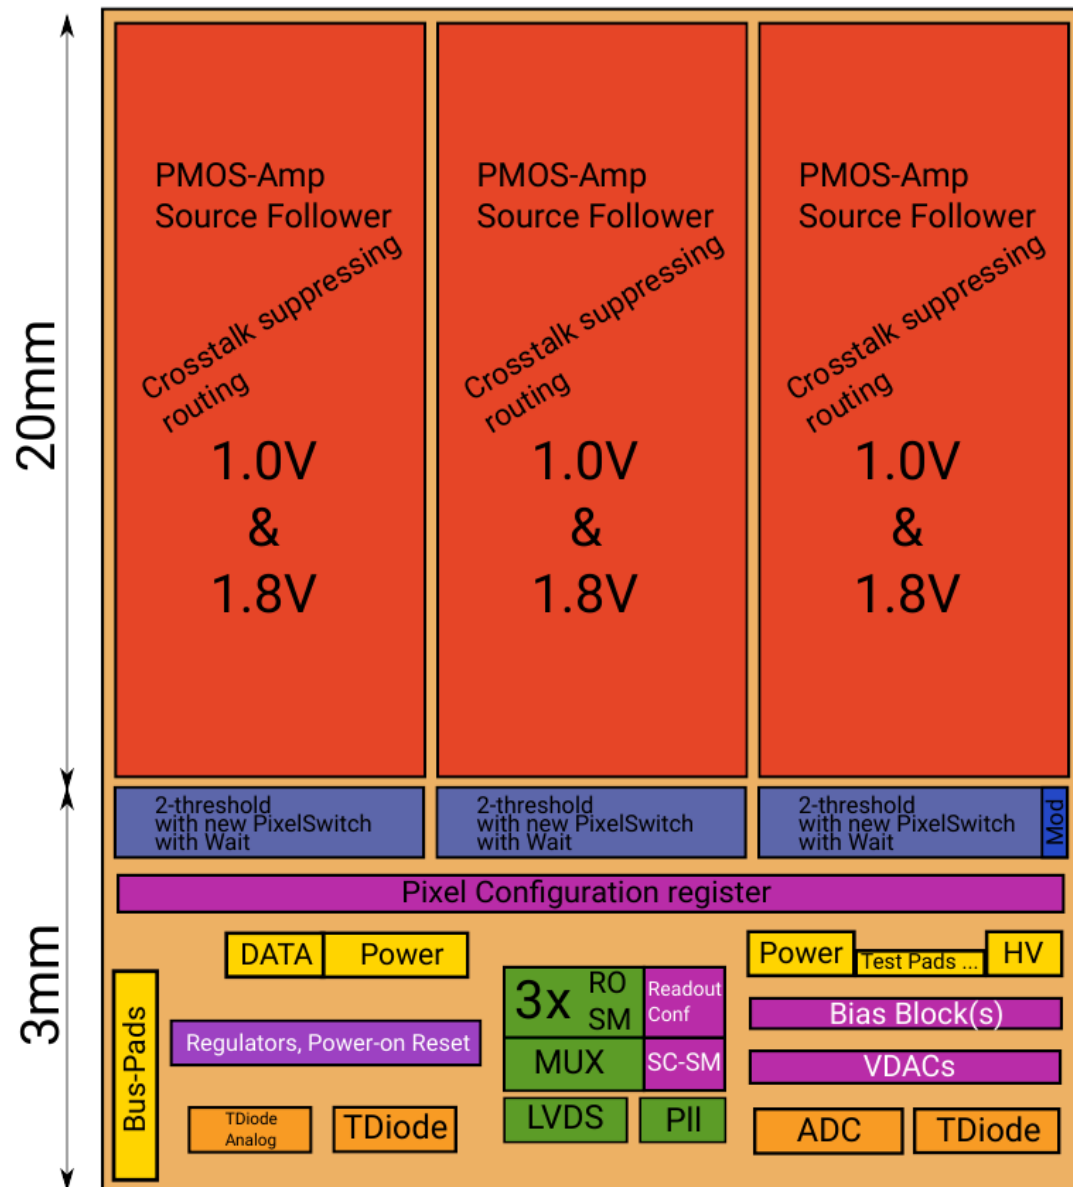 20mm
PMOS-Amp
Source Follower
Crosstalk suppressing
routing
1.0V
&
1.8V
PMOS-Amp
Source Follower
Crosstalk suppressing
routing
1.0V
&
1.8V
PMOS-Amp
Source Follower
Crosstalk suppressing
routing
1.0V
&
1.8V
3mm
2-threshold
with new PixelSwitch
with Wait
2-threshold
with new PixelSwitch
with Wait
2-threshold
with new PixelSwitch
with Wait
Mod
Pixel Configuration register
DATA
Power
Power
Test Pads ...
HV
Bus-Pads
Regulators, Power-on Reset
3x
RO
SM
Readout
Conf
MUX
SC-SM
Bias Block(s)
VDACs
TDiode
Analog
TDiode
LVDS
Pll
ADC
TDiode